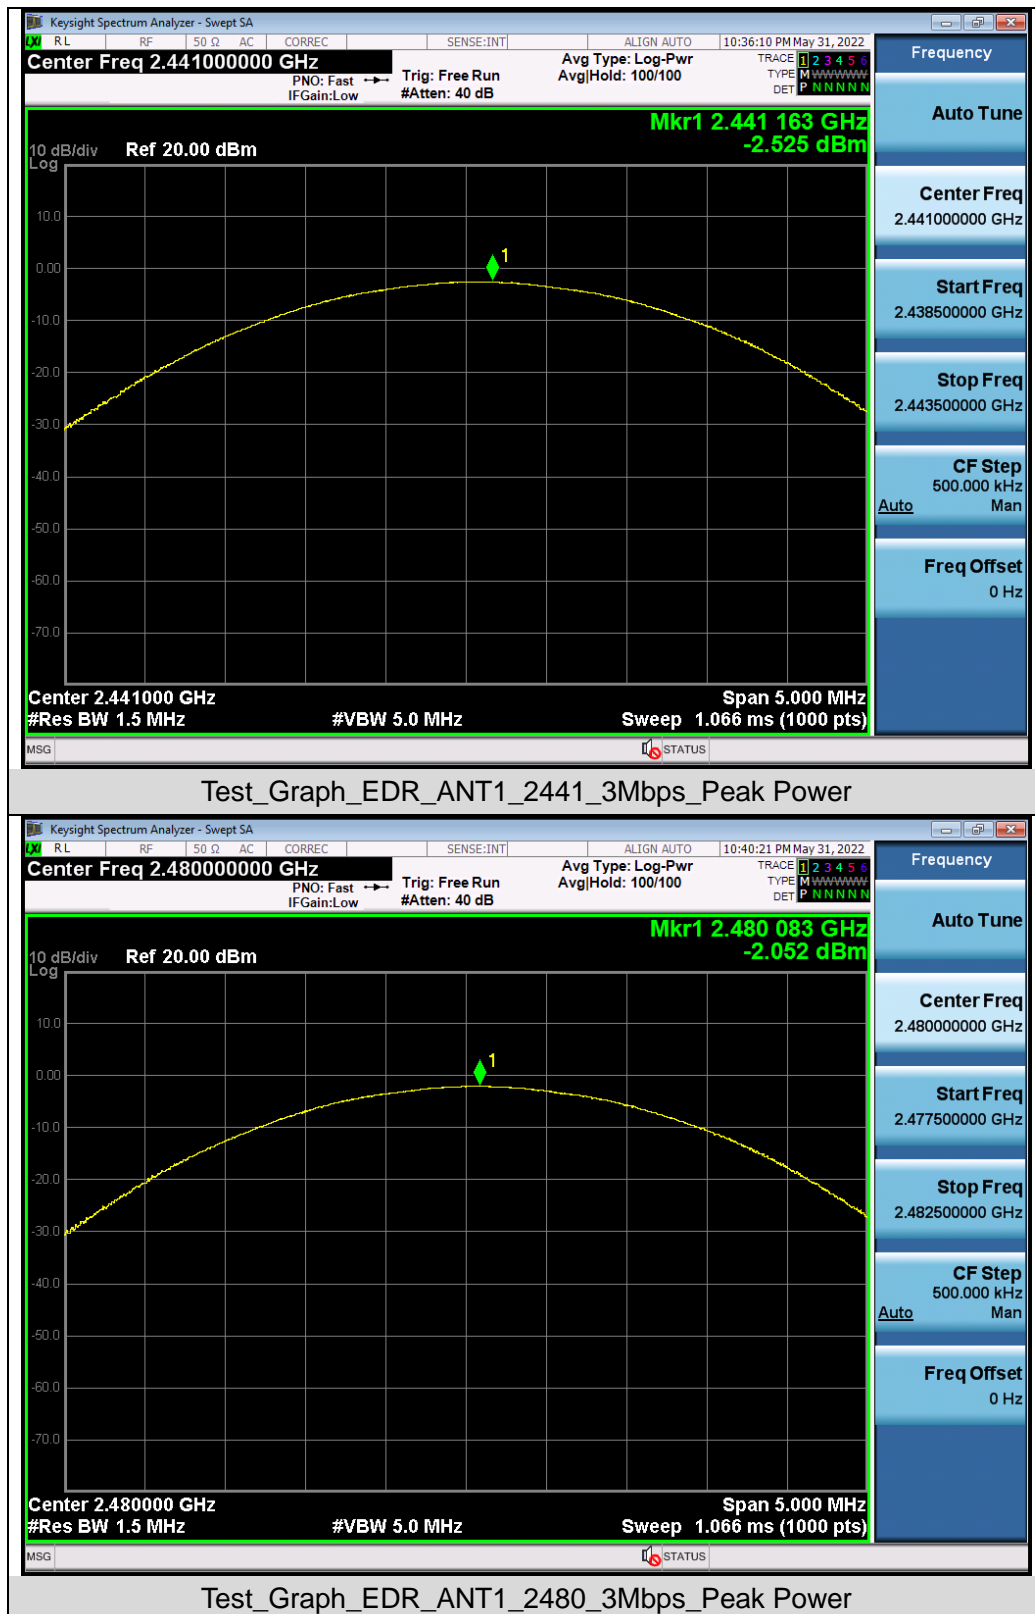 Keysight Spectrum Analyzer - Swept SA
LXI RL RF 50 Ω AC CORREC SENSE:INT ALIGN AUTO 10:36:10 PM May 31, 2022
Center Freq 2.441000000 GHz
PNO: Fast
IFGain:Low
Trig: Free Run
#Atten: 40 dB
Avg Type: Log-Pwr
Avg|Hold: 100/100
TRACE 1 2 3 4 5 6
TYPE M WWWWW
DET P N N N N N
Mkr1 2.441 163 GHz
-2.525 dBm
10 dB/div Ref 20.00 dBm
Log
10.0
0.00
1
-10.0
-20.0
-30.0
-40.0
-50.0
-60.0
-70.0
Center 2.441000 GHz Span 5.000 MHz
#Res BW 1.5 MHz #VBW 5.0 MHz Sweep 1.066 ms (1000 pts)
MSG STATUS
Frequency
Auto Tune
Center Freq
2.441000000 GHz
Start Freq
2.438500000 GHz
Stop Freq
2.443500000 GHz
CF Step
500.000 kHz
Auto Man
Freq Offset
0 Hz
Test_Graph_EDR_ANT1_2441_3Mbps_Peak Power
Keysight Spectrum Analyzer - Swept SA
LXI RL RF 50 Ω AC CORREC SENSE:INT ALIGN AUTO 10:40:21 PM May 31, 2022
Center Freq 2.480000000 GHz
PNO: Fast
IFGain:Low
Trig: Free Run
#Atten: 40 dB
Avg Type: Log-Pwr
Avg|Hold: 100/100
TRACE 1 2 3 4 5 6
TYPE M WWWWW
DET P N N N N N
Mkr1 2.480 083 GHz
-2.052 dBm
10 dB/div Ref 20.00 dBm
Log
10.0
0.00
1
-10.0
-20.0
-30.0
-40.0
-50.0
-60.0
-70.0
Center 2.480000 GHz Span 5.000 MHz
#Res BW 1.5 MHz #VBW 5.0 MHz Sweep 1.066 ms (1000 pts)
MSG STATUS
Frequency
Auto Tune
Center Freq
2.480000000 GHz
Start Freq
2.477500000 GHz
Stop Freq
2.482500000 GHz
CF Step
500.000 kHz
Auto Man
Freq Offset
0 Hz
Test_Graph_EDR_ANT1_2480_3Mbps_Peak Power